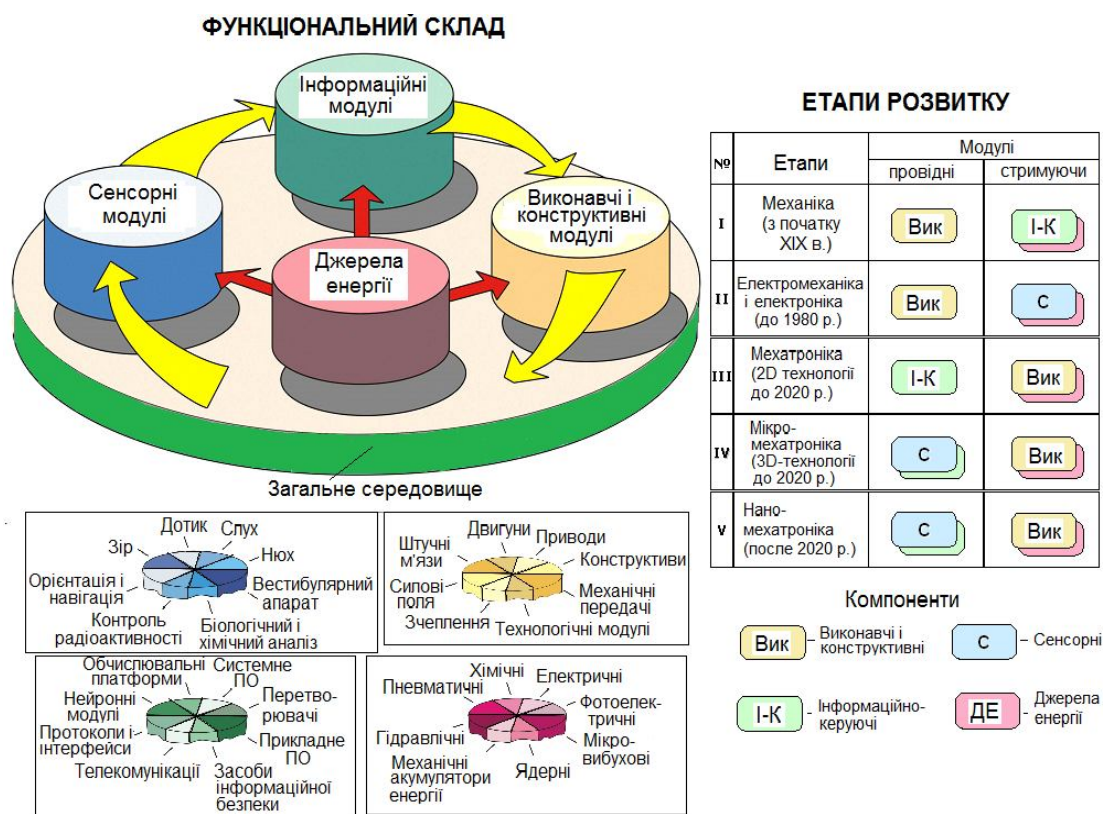 ФУНКЦІОНАЛЬНИЙ СКЛАД
Інформаційні
модулі
Сенсорні
модулі
Виконавчі і
конструктивні
модулі
Джерела
енергії
Загальне середовище
Дотик
Слух
Зір
Нюх
Орієнтація і
навігація
Вестибулярний
апарат
Контроль
радіоактивності
Біологічний і
хімічний аналіз
Двигуни
Приводи
Штучні
м'язи
Конструктиви
Силові
поля
Механічні
передачі
Зчеплення
Технологічні модулі
Обчислювальні
платформи
Системне
ПО
Нейронні
модулі
Перетво-
рювачі
Протоколи і
інтерфейси
Прикладне
ПО
Телекомунікації
Засоби
інформаційної
безпеки
Хімічні
Електричні
Пневматичні
Фотоелек-
тричні
Гідравлічні
Мікро-
вибухові
Механічні
акумулятори
енергії
Ядерні
ЕТАПИ РОЗВИТКУ
№ Етапи Модулі
провідні стримуючи
I Механіка
(з початку
XIX в.) Вик І-К
II Електромеханіка
і електроніка
(до 1980 р.) Вик С
III Мехатроніка
(2D технології
до 2020 р.) І-К Вик
IV Мікро-
мехатроніка
(3D-технології
до 2020 р.) С Вик
V Нано-
мехатроніка
(после 2020 р.) С Вик
Компоненти
Вик – Виконавчі і
конструктивні
С – Сенсорні
І-К – Інформаційно-
керуючі
ДЕ – Джерела
енергії